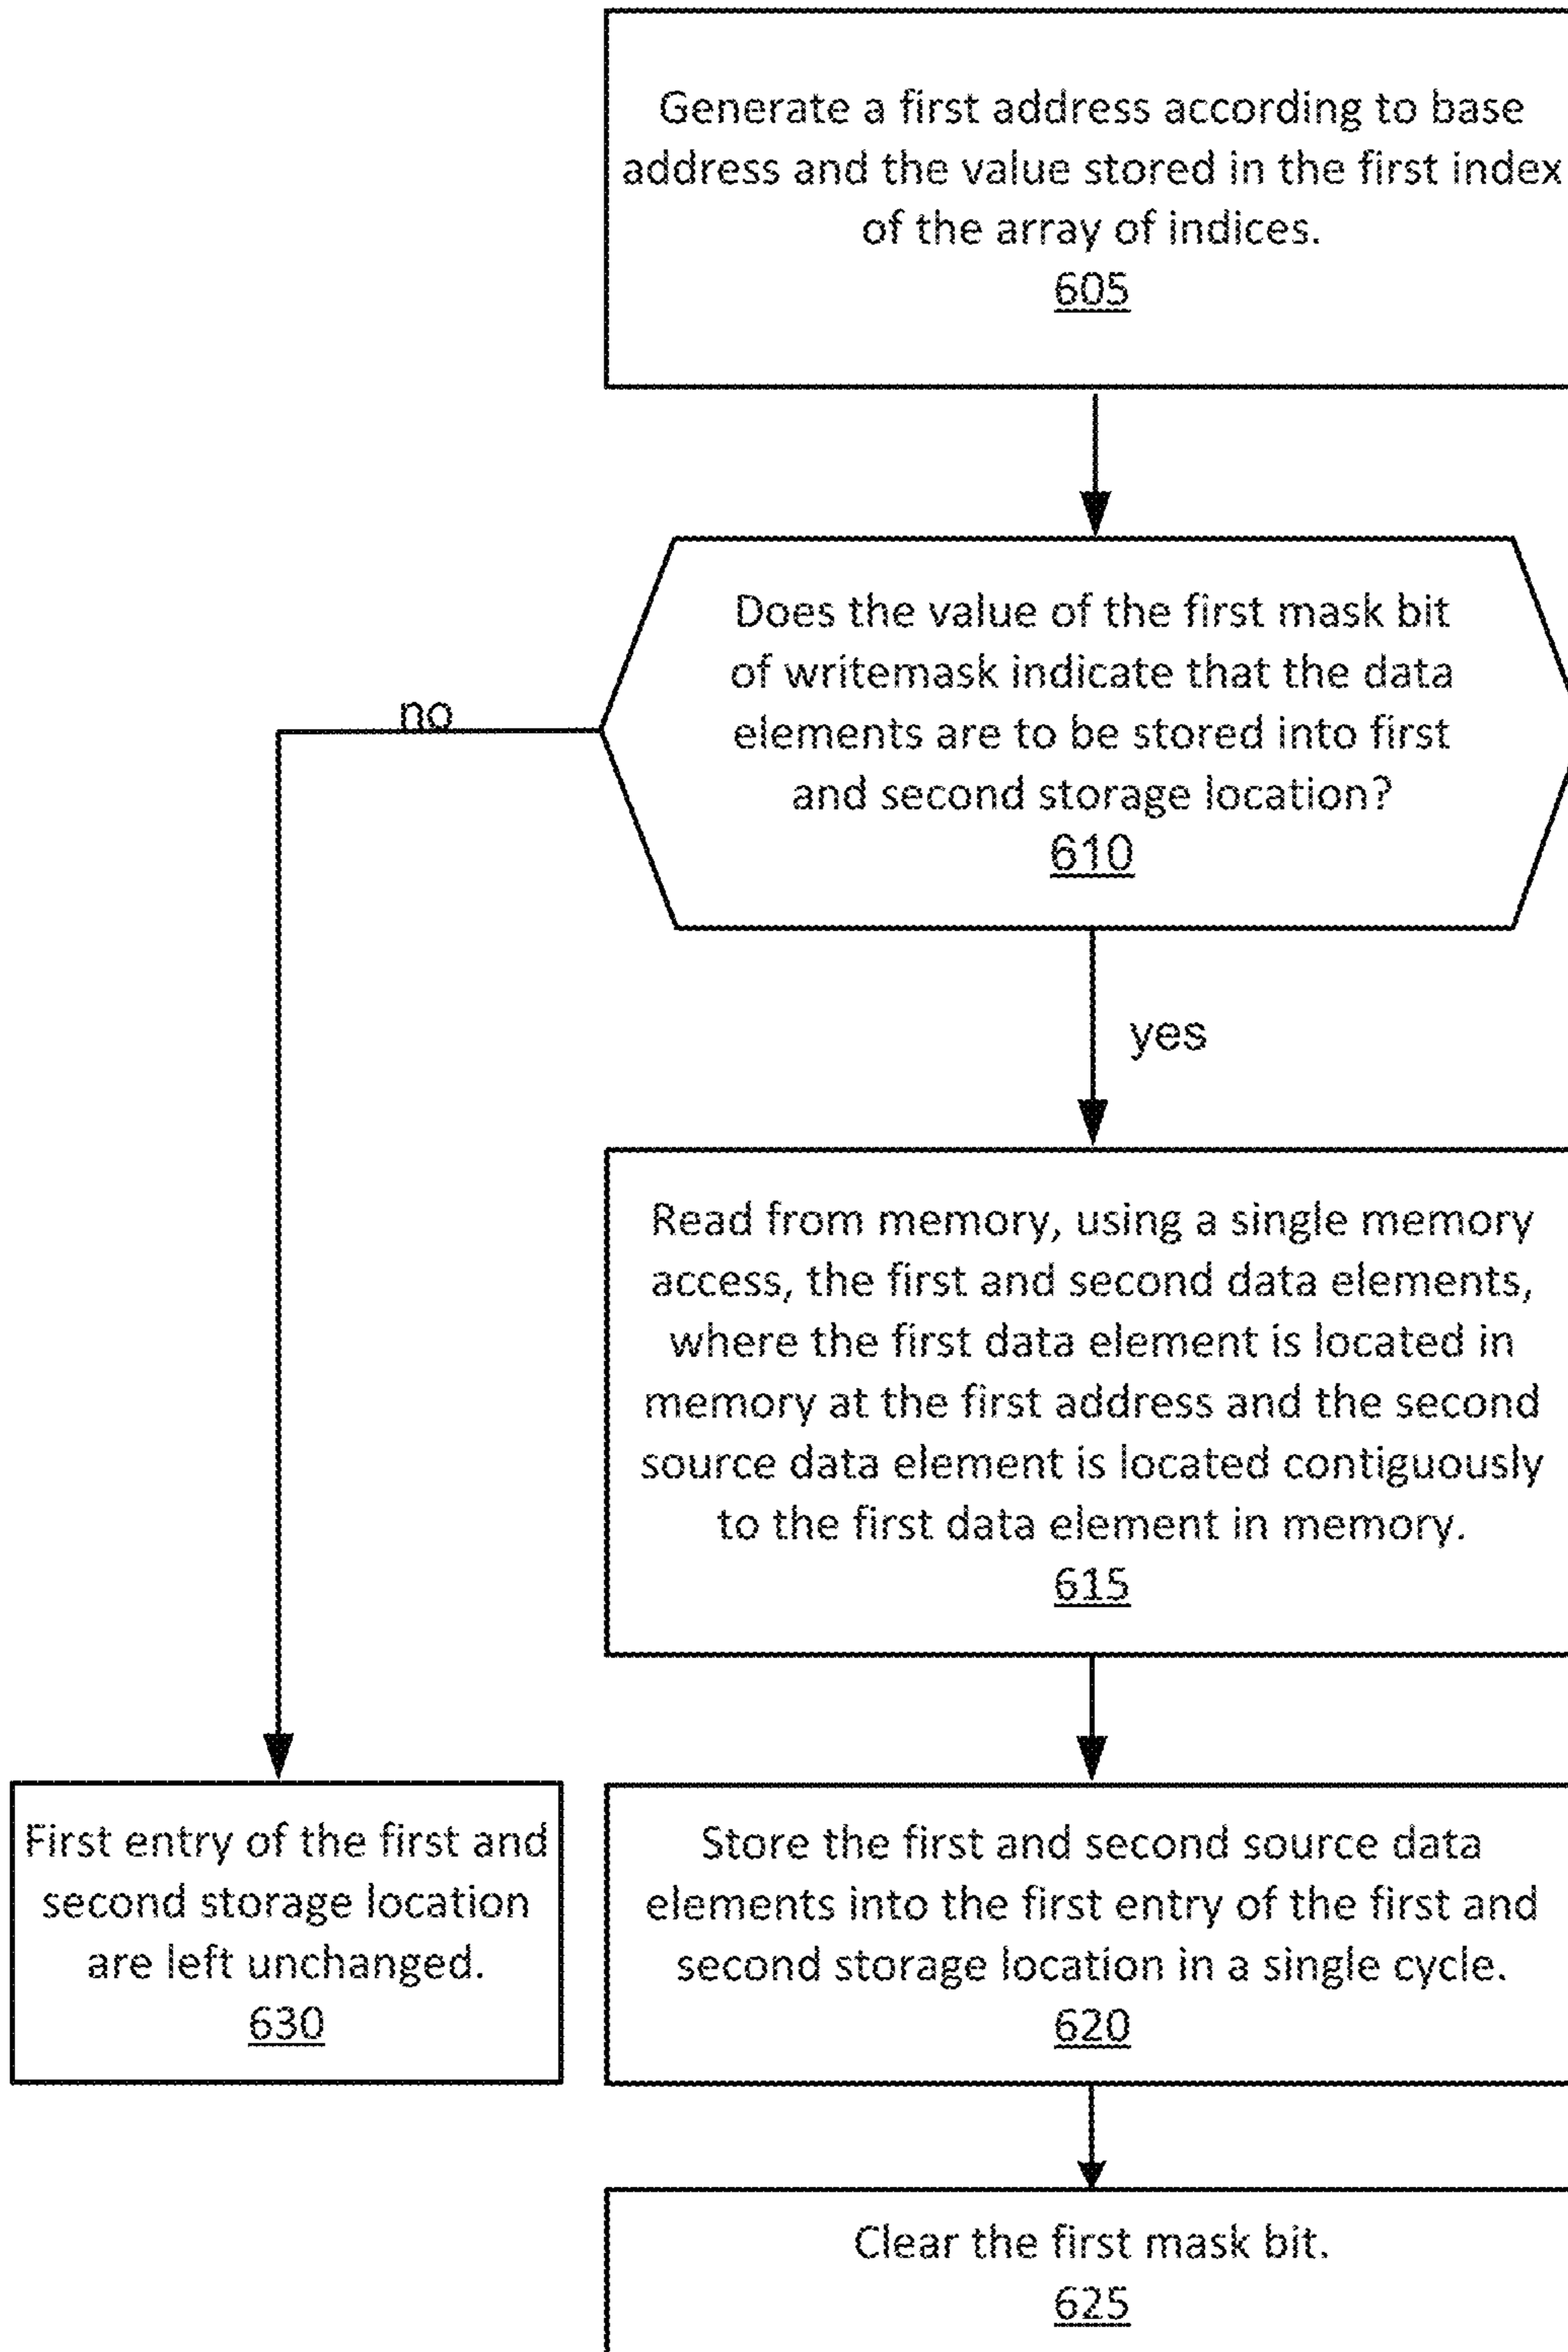 Generate a first address according to base
address and the value stored in the first index
of the array of indices.
605
Does the value of the first mask bit
of writemask indicate that the data
elements are to be stored into first
and second storage location?
610
no
yes
Read from memory, using a single memory
access, the first and second data elements,
where the first data element is located in
memory at the first address and the second
source data element is located contiguously
to the first data element in memory.
615
First entry of the first and
second storage location
are left unchanged.
630
Store the first and second source data
elements into the first entry of the first and
second storage location in a single cycle.
620
Clear the first mask bit.
625